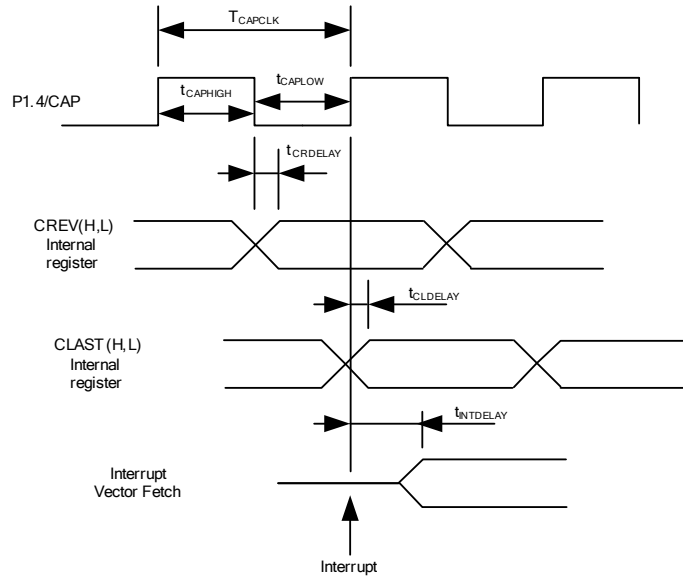 TCAPCLK
tCAPHIGH
tCAPLOW
P1.4/CAP
tCRDELAY
CREV(H,L)
Internal
register
tCLDELAY
CLAST(H,L)
Internal
register
tINTDELAY
Interrupt
Vector Fetch
Interrupt